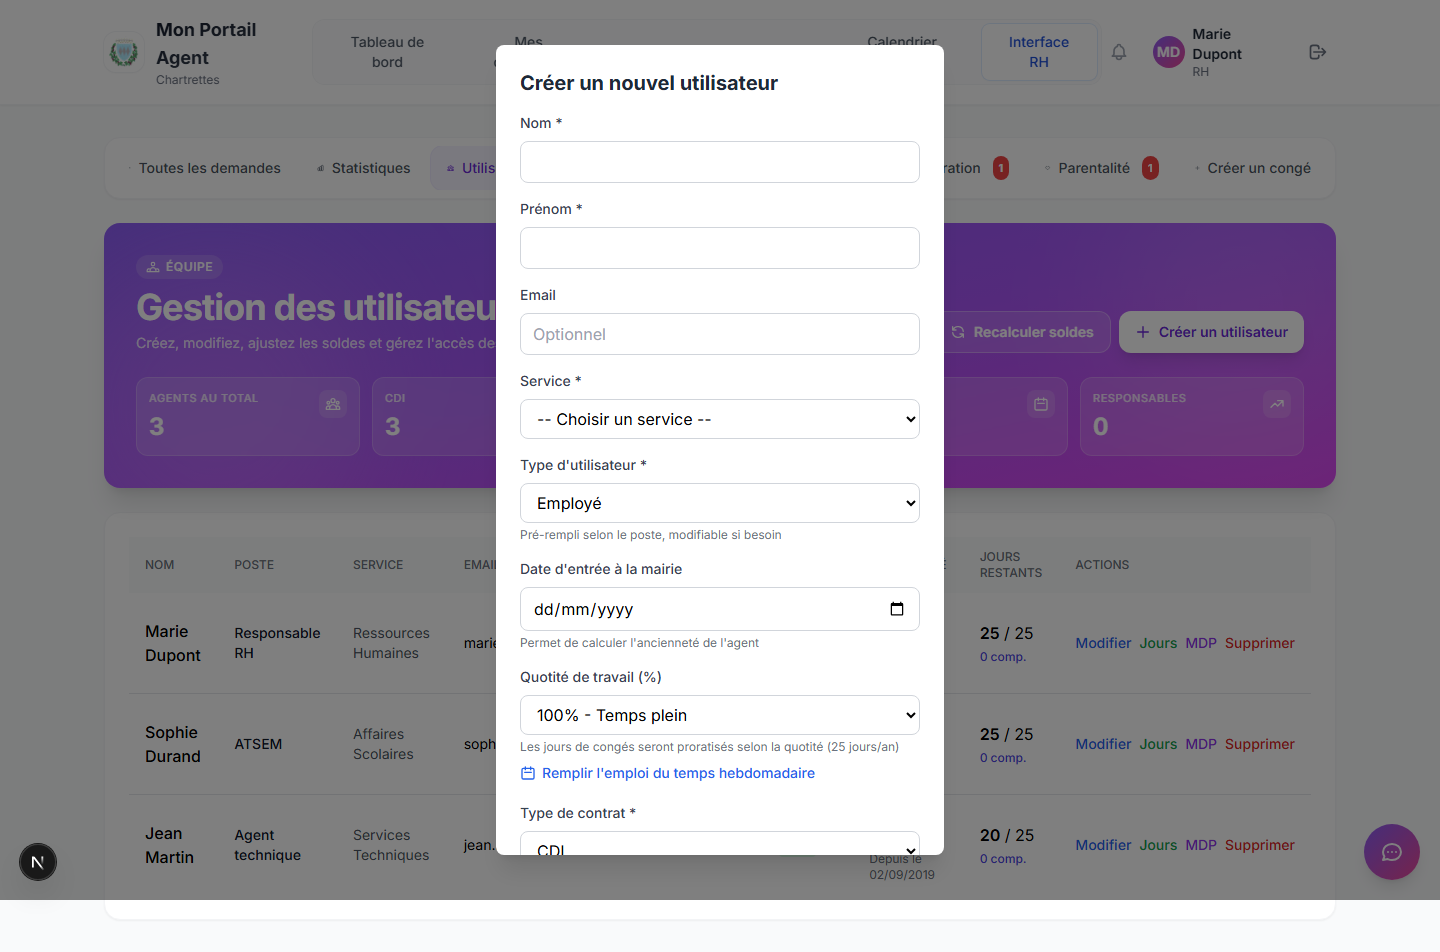 Mon Portail
Agent
Chartrettes
Tableau de
bord
Mes
Calendrier
Interface
RH
MD
Marie
Dupont
RH
Toutes les demandes
Statistiques
Utilis
ration 1
Parentalité 1
Créer un congé
ÉQUIPE
Gestion des utilisateu
Créez, modifiez, ajustez les soldes et gérez l'accès de
Recalculer soldes
Créer un utilisateur
AGENTS AU TOTAL
3
CDI
3
RESPONSABLES
0
NOM POSTE SERVICE EMAI JOURS RESTANTS ACTIONS
Marie
Dupont
Responsable
RH
Ressources
Humaines
marie
25 / 25
0 comp.
Modifier Jours MDP Supprimer
Sophie
Durand
ATSEM
Affaires
Scolaires
soph
25 / 25
0 comp.
Modifier Jours MDP Supprimer
Jean
Martin
Agent
technique
Services
Techniques
jean.
Depuis le
02/09/2019
20 / 25
0 comp.
Modifier Jours MDP Supprimer
Créer un nouvel utilisateur
Nom *
Prénom *
Email
Optionnel
Service *
-- Choisir un service --
Type d'utilisateur *
Employé
Pré-rempli selon le poste, modifiable si besoin
Date d'entrée à la mairie
dd/mm/yyyy
Permet de calculer l'ancienneté de l'agent
Quotité de travail (%)
100% - Temps plein
Les jours de congés seront proratisés selon la quotité (25 jours/an)
Remplir l'emploi du temps hebdomadaire
Type de contrat *
CDI
N